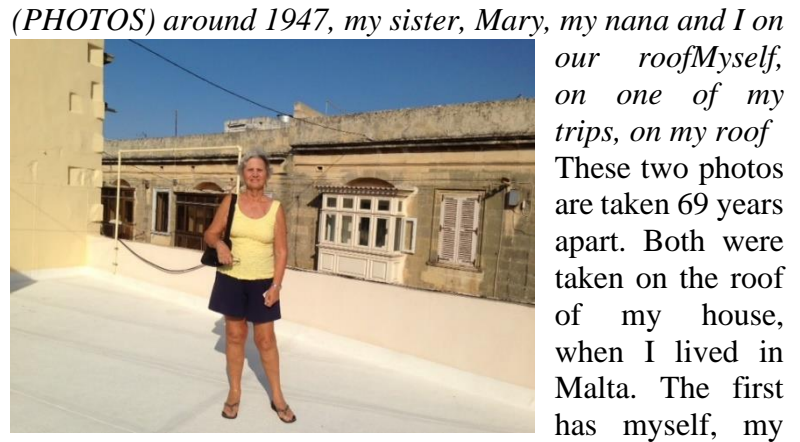 (PHOTOS) around 1947, my sister, Mary, my nana and I on
our roofMyself,
on one of my
trips, on my roof
These two photos
are taken 69 years
apart. Both were
taken on the roof
of my house,
when I lived in
Malta. The first
has myself, my